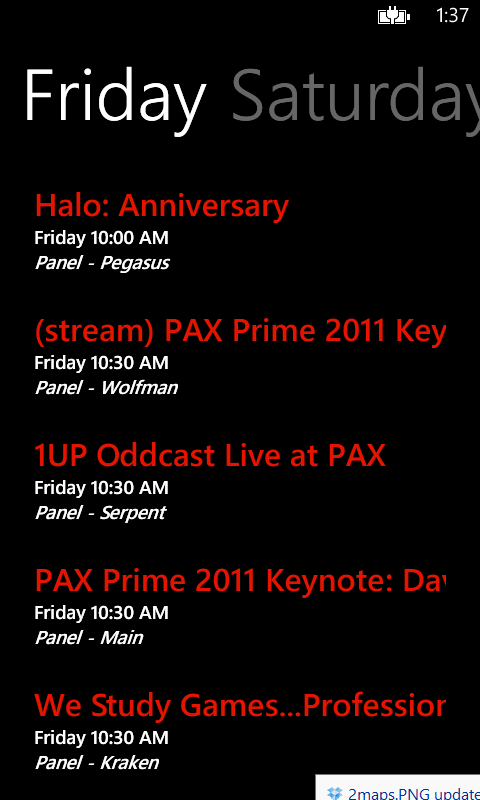 1:37
Friday Saturday
Halo: Anniversary
Friday 10:00 AM
Panel - Pegasus
(stream) PAX Prime 2011 Key
Friday 10:30 AM
Panel - Wolfman
1UP Oddcast Live at PAX
Friday 10:30 AM
Panel - Serpent
PAX Prime 2011 Keynote: Dav
Friday 10:30 AM
Panel - Main
We Study Games...Profession
Friday 10:30 AM
Panel - Kraken
2maps.PNG update